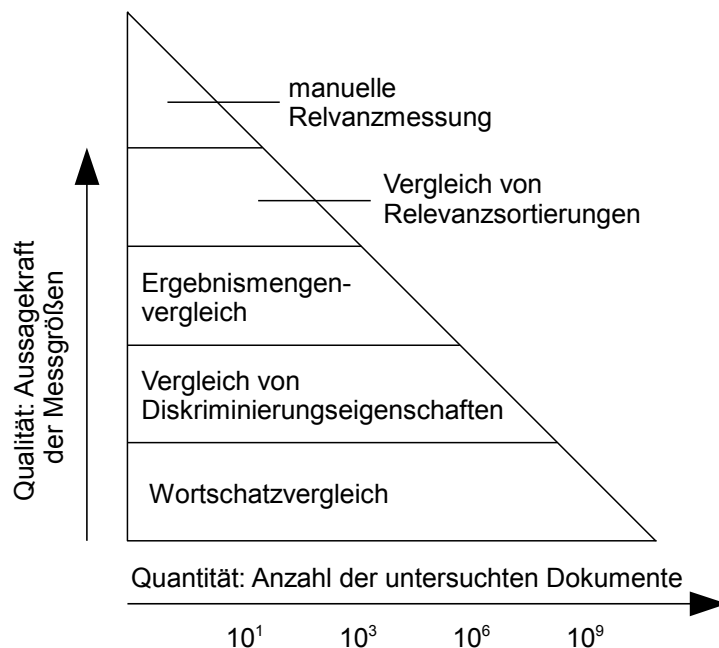 manuelle
Relvanzmessung
Vergleich von
Relevanzsortierungen
Ergebnismengen-
vergleich
Vergleich von
Diskriminierungseigenschaften
Wortschatzvergleich
Qualität: Aussagekraft
der Messgrößen
Quantität: Anzahl der untersuchten Dokumente
10¹ 10³ 10⁶ 10⁹